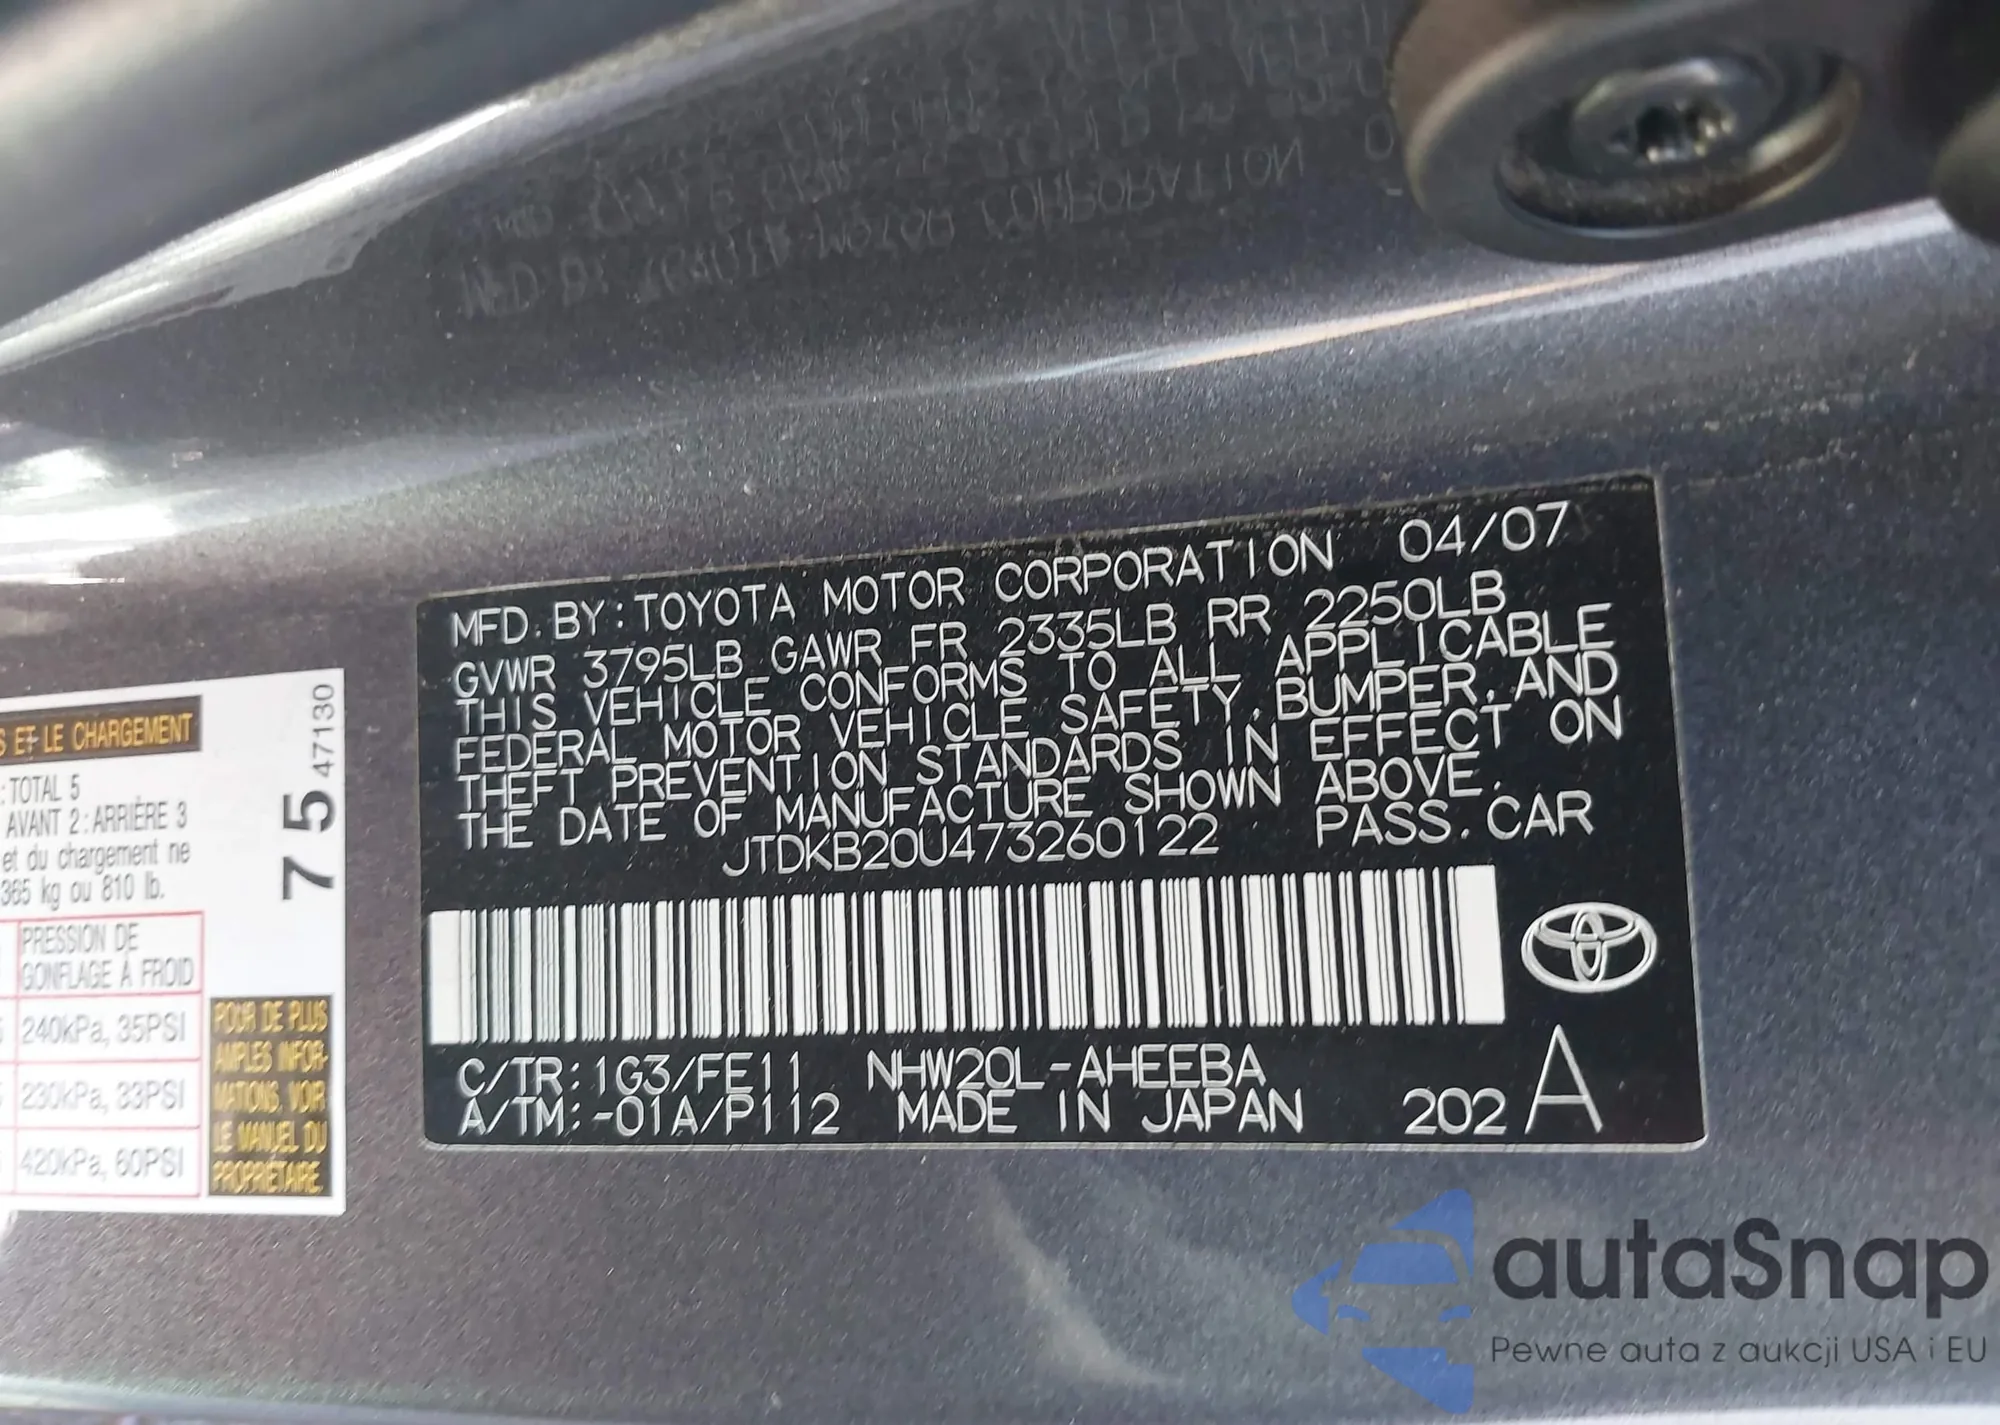 MFD. BY: TOYOTA MOTOR CORPORATION 04/07
GVWR 3795LB GAWR FR 2335LB RR 2250LB
THIS VEHICLE CONFORMS TO ALL APPLICABLE
FEDERAL MOTOR VEHICLE SAFETY, BUMPER, AND
THEFT PREVENTION STANDARDS IN EFFECT ON
THE DATE OF MANUFACTURE SHOWN ABOVE.
JTDKB20U473260122 PASS. CAR
C/TR: 1G3/FE11 NHW20L-AHEEBA
A/TM: -01A/P112 MADE IN JAPAN 202 A
ET LE CHARGEMENT
: TOTAL 5
AVANT 2: ARRIÈRE 3
et du chargement ne
365 kg ou 810 lb.
PRESSION DE
GONFLAGE À FROID
240kPa, 35PSI
230kPa, 33PSI
420kPa, 60PSI
75 47130
POUR DE PLUS
AMPLES INFOR-
MATIONS, VOIR
LE MANUEL DU
PROPRIÉTAIRE.
autaSnap
Pewne auta z aukcji USA i EU